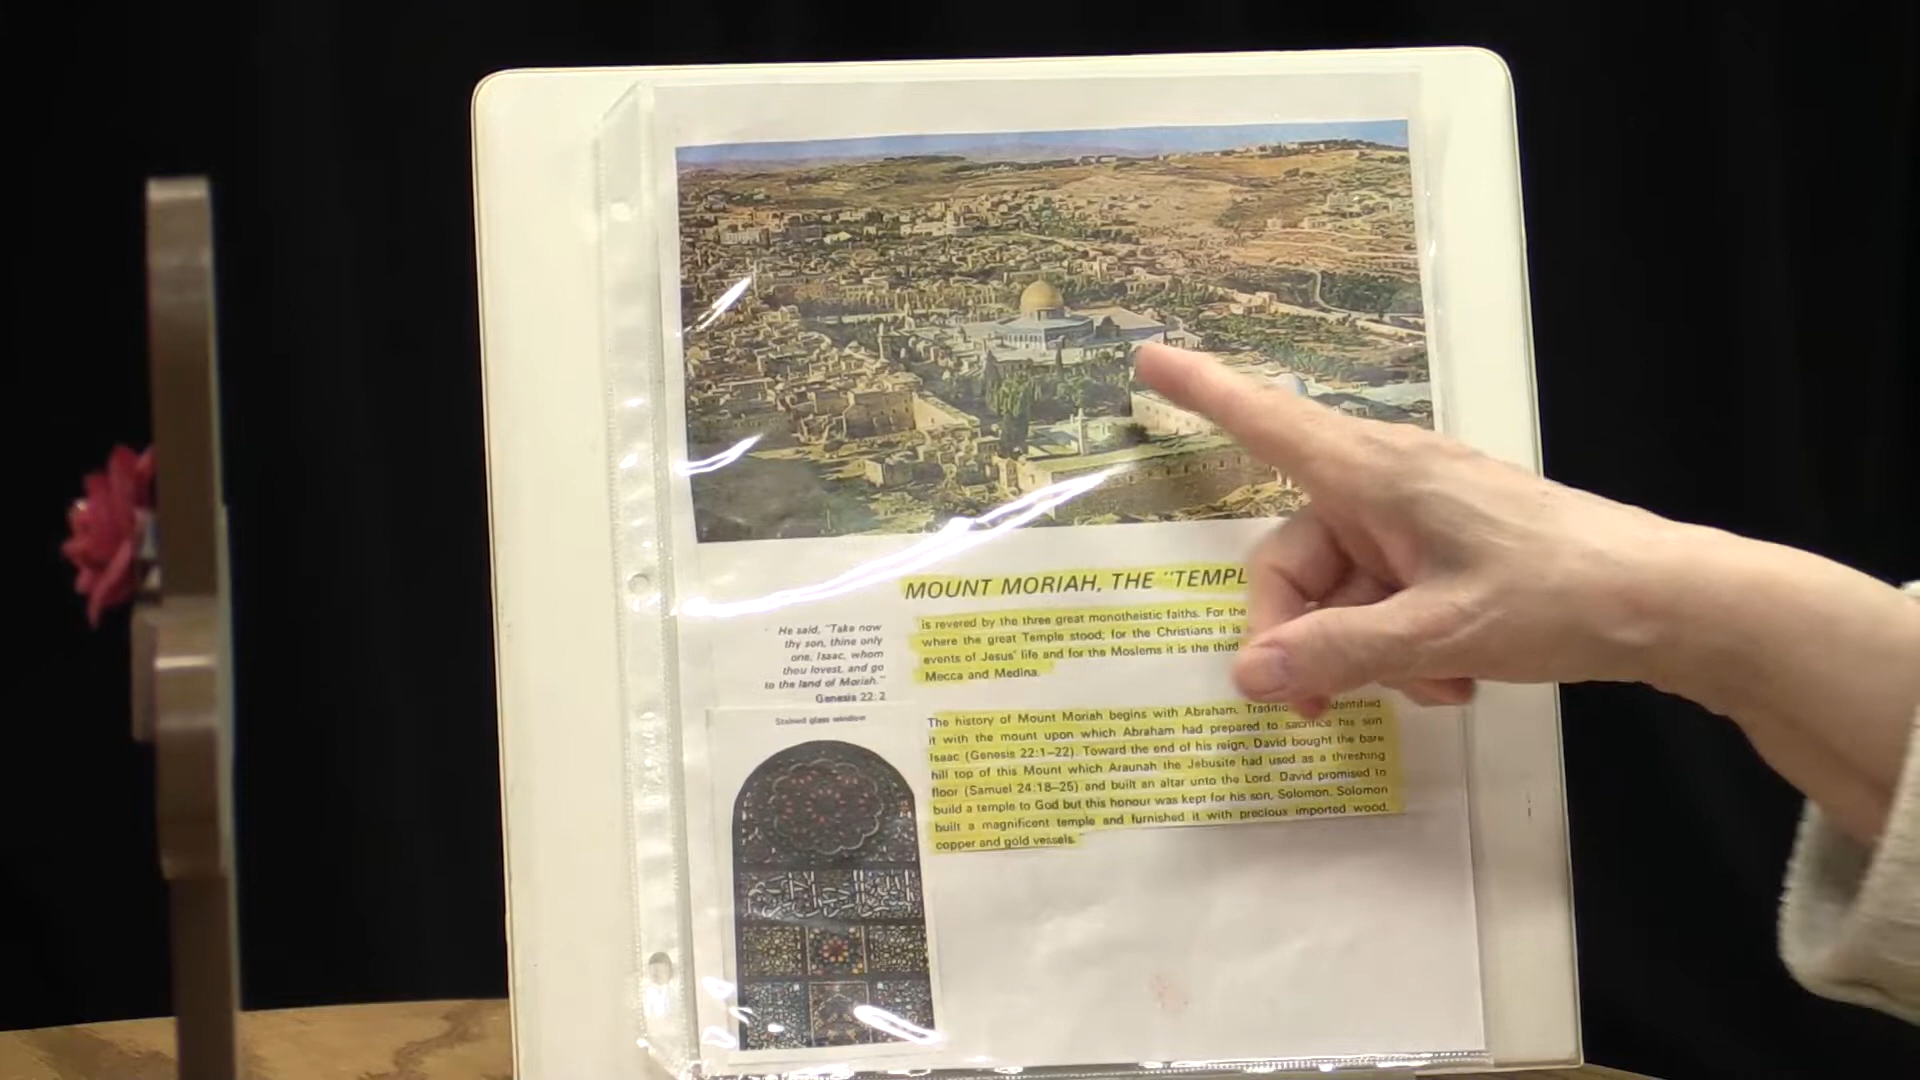 MOUNT MORIAH, THE "TEMPL
is revered by the three great monotheistic faiths. For the
where the great Temple stood; for the Christians it is
events of Jesus' life and for the Moslems it is the third
Mecca and Medina.
He said, "Take now
thy son, thine only
one, Isaac, whom
thou lovest, and go
to the land of Moriah."
Genesis 22:2
Stained glass window
The history of Mount Moriah begins with Abraham. Traditio identified
it with the mount upon which Abraham had prepared to sacrifice his son
Isaac (Genesis 22:1–22). Toward the end of his reign, David bought the bare
hill top of this Mount which Araunah the Jebusite had used as a threshing
floor (Samuel 24:18–25) and built an altar unto the Lord. David promised to
build a temple to God but this honour was kept for his son, Solomon. Solomon
built a magnificent temple and furnished it with precious imported wood,
copper and gold vessels.